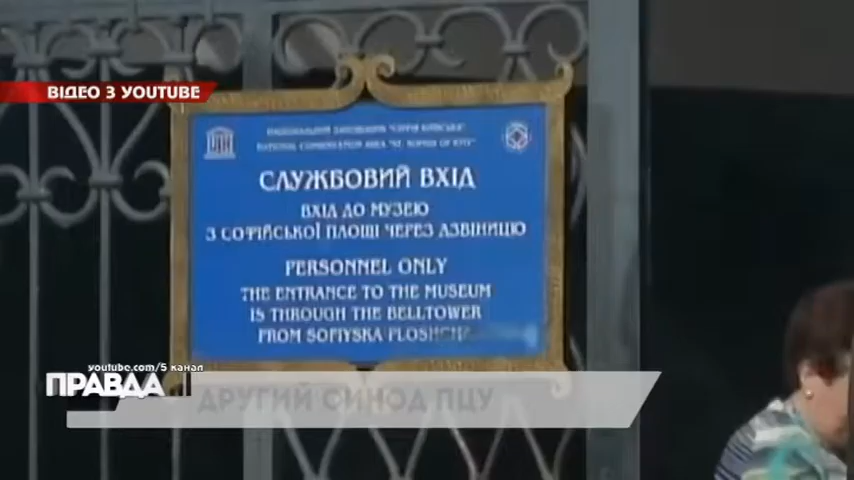 ВІДЕО З YOUTUBE
НАЦІОНАЛЬНИЙ ЗАПОВІДНИК "СОФІЯ КИЇВСЬКА"
NATIONAL CONSERVATION AREA "ST. SOPHIA OF KYIV"
СЛУЖБОВИЙ ВХІД
ВХІД ДО МУЗЕЮ
З СОФІЙСЬКОЇ ПЛОЩІ ЧЕРЕЗ ДЗВІНИЦЮ
PERSONNEL ONLY
THE ENTRANCE TO THE MUSEUM
IS THROUGH THE BELLTOWER
FROM SOFIYSKA PLOSHCHA
youtube.com/5 канал
ПРАВДА
ДРУГИЙ СИНОД ПЦУ